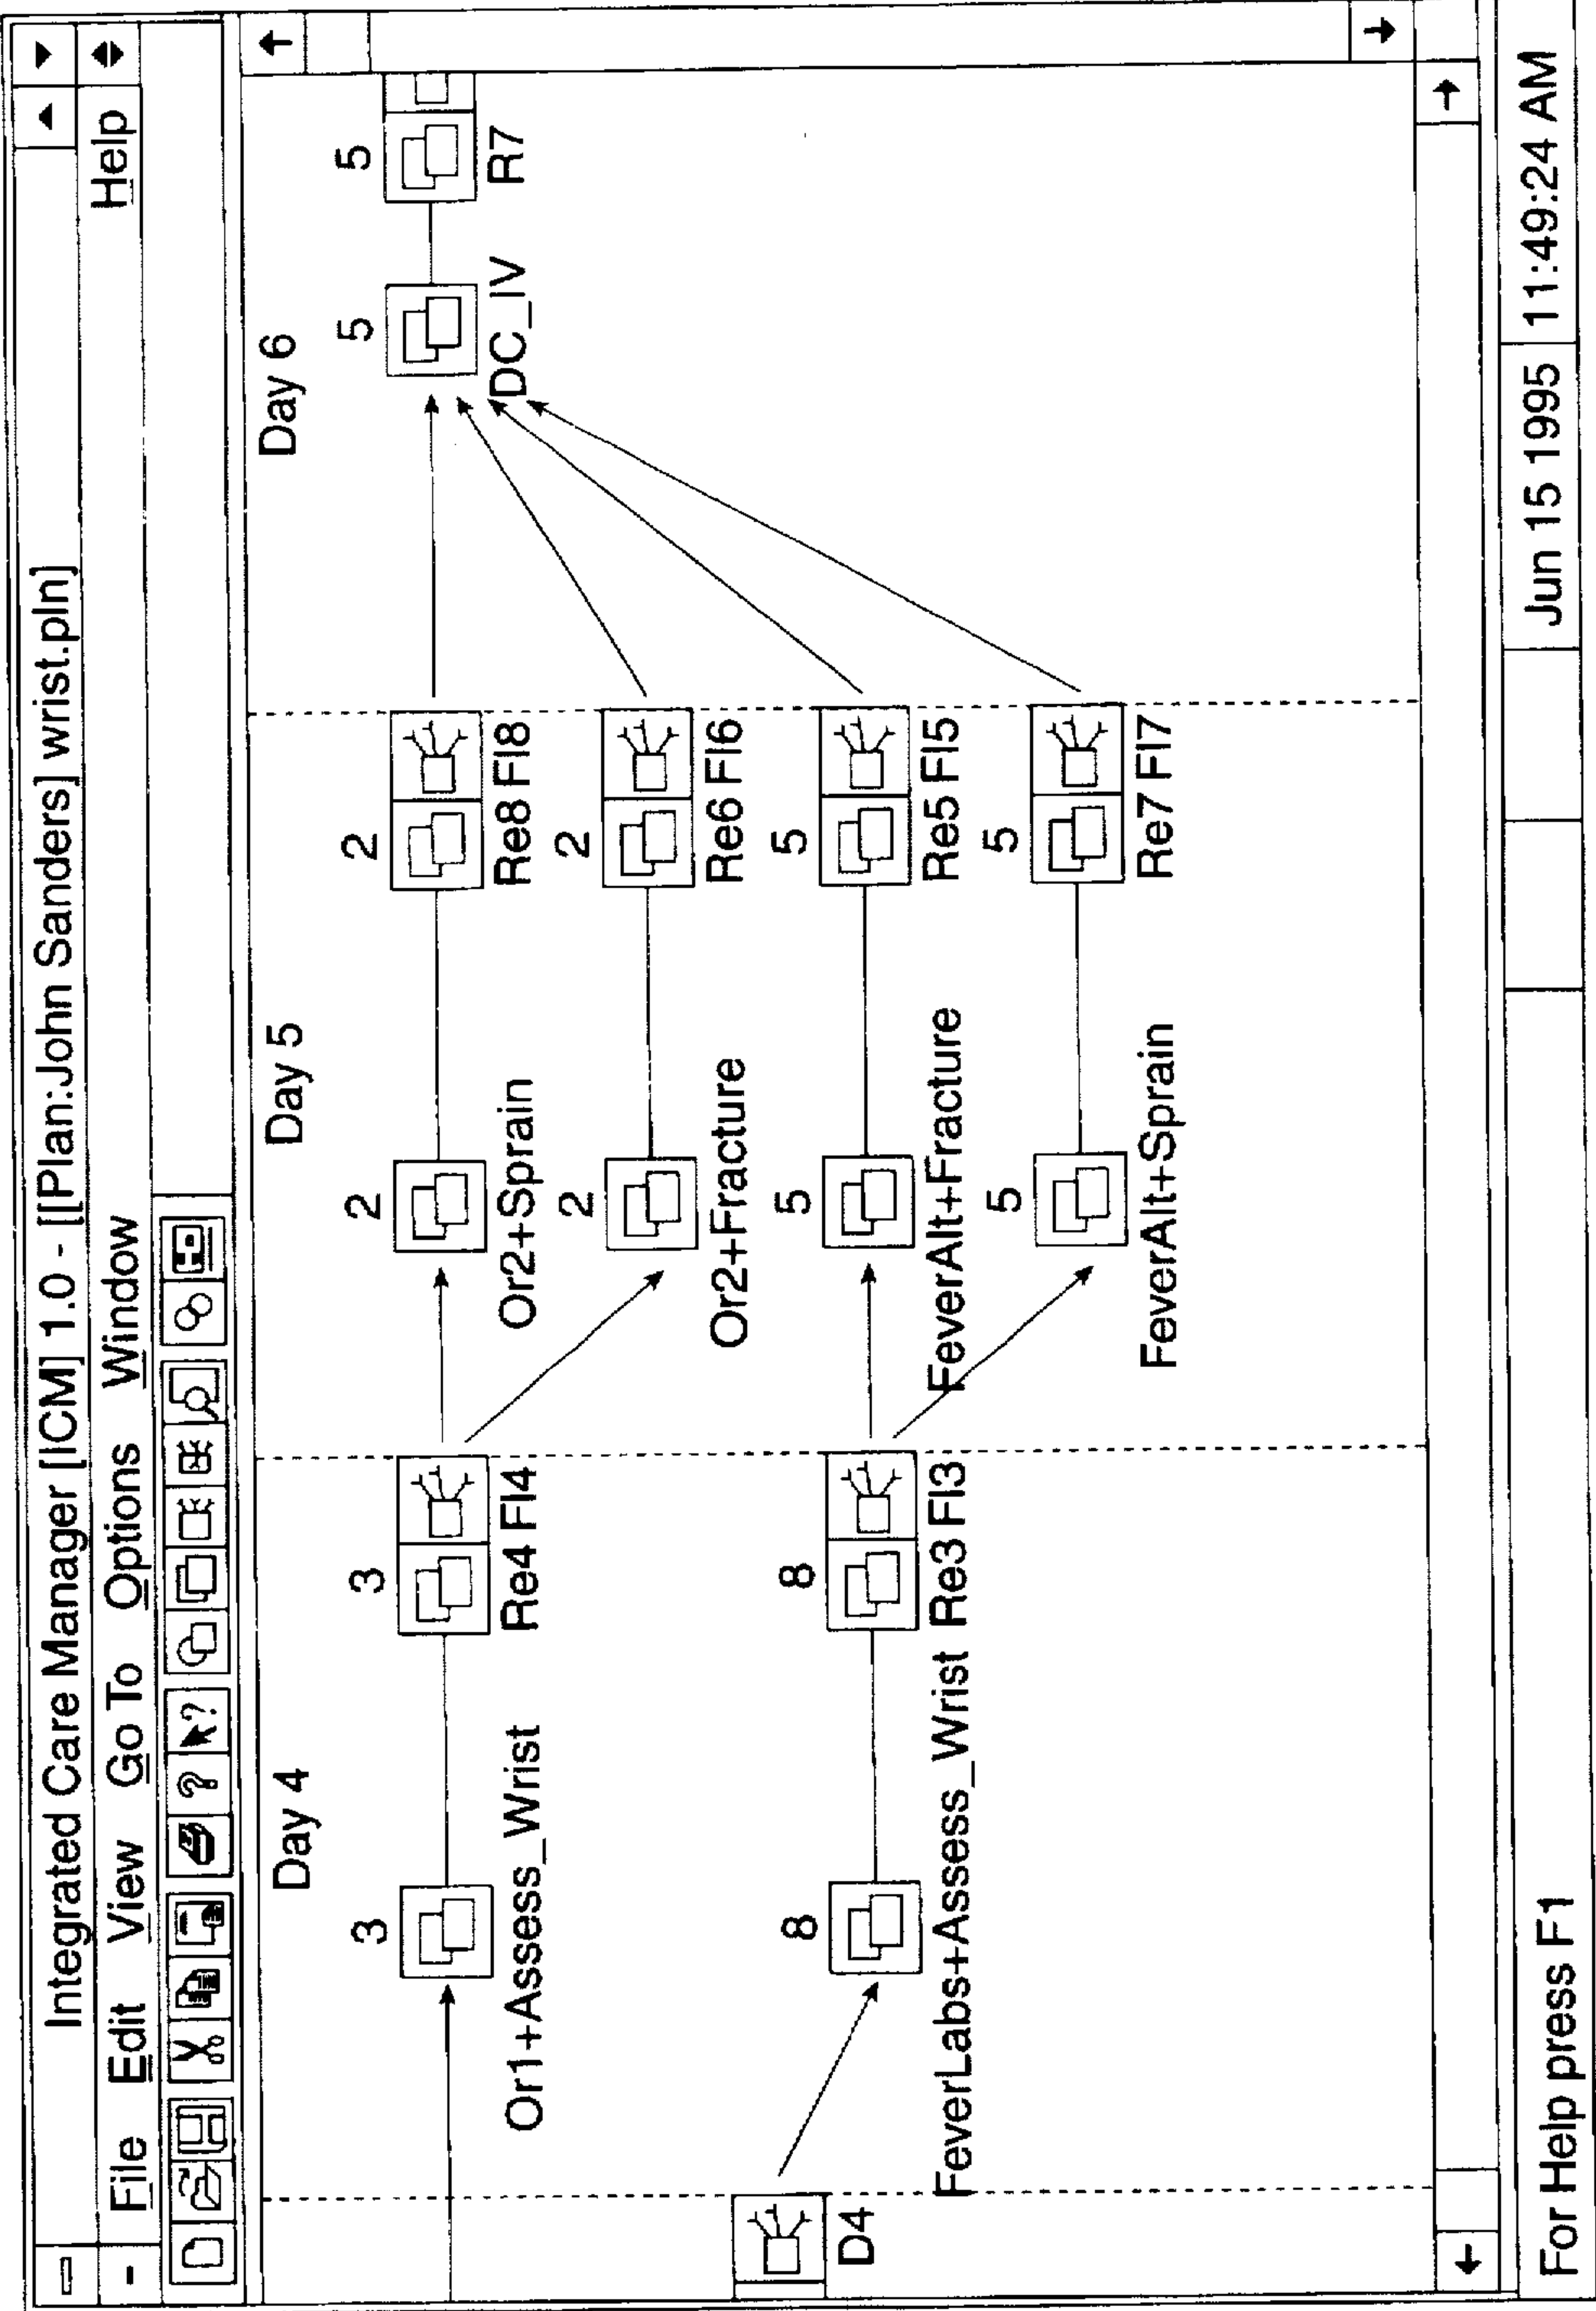 Integrated Care Manager [ICM] 1.0 - [[Plan:John Sanders] wrist.pln]
File Edit View Go To Options Window Help
? ?
Day 4 Day 5 Day 6
3 3 2 2 5 5
Or1+Assess_Wrist Re4 Fl4 Or2+Sprain Re8 Fl8 DC_IV R7
2 2
Or2+Fracture Re6 Fl6
D4
8 8 5 5
FeverLabs+Assess_Wrist Re3 Fl3 FeverAlt+Fracture Re5 Fl5
5 5
FeverAlt+Sprain Re7 Fl7
For Help press F1 Jun 15 1995 11:49:24 AM